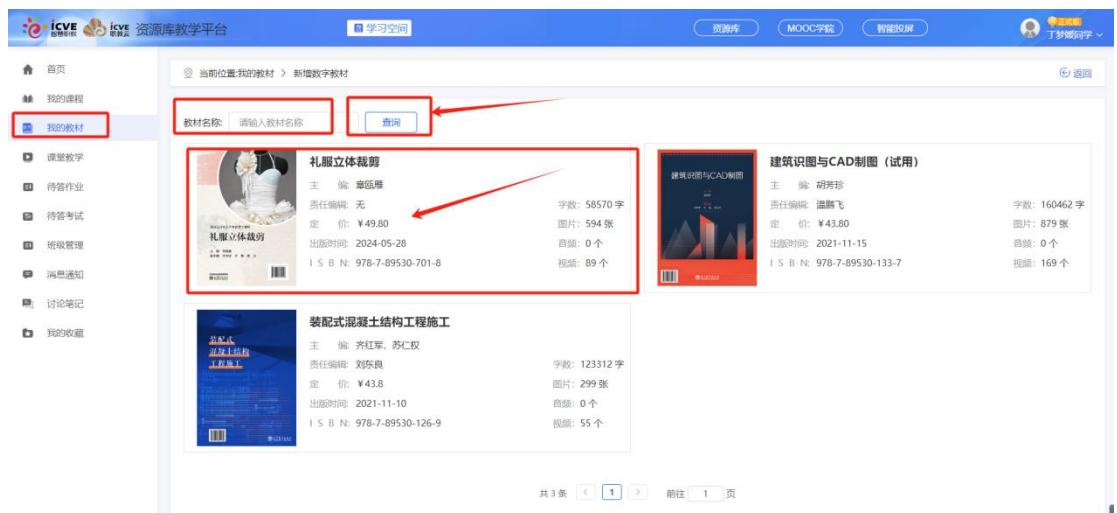 icve 智慧职教 icve 职教云 资源库教学平台 学习空间 资源库 MOOC学院 智能投屏 正式版 丁梦媛同学
首页
我的课程
我的教材
课堂教学
待答作业
待答考试
班级管理
消息通知
讨论笔记
我的收藏
当前位置:我的教材 > 新增数字教材 返回
教材名称: 请输入教材名称 查询
礼服立体裁剪
礼服立体裁剪
主 编: 章瓯雁
责任编辑: 无 字数: 58570 字
定 价: ￥49.80 图片: 594 张
出版时间: 2024-05-28 音频: 0 个
I S B N: 978-7-89530-701-8 视频: 89 个
建筑识图与CAD制图
建筑识图与CAD制图（试用）
主 编: 胡芳珍
责任编辑: 温鹏飞 字数: 160462 字
定 价: ￥43.80 图片: 879 张
出版时间: 2021-11-15 音频: 0 个
I S B N: 978-7-89530-133-7 视频: 169 个
装配式
混凝土结构
工程施工
装配式混凝土结构工程施工
主 编: 齐红军、苏仁权
责任编辑: 刘东良 字数: 123312 字
定 价: ￥43.8 图片: 299 张
出版时间: 2021-11-10 音频: 0 个
I S B N: 978-7-89530-126-9 视频: 55 个
共 3 条 < 1 > 前往 1 页